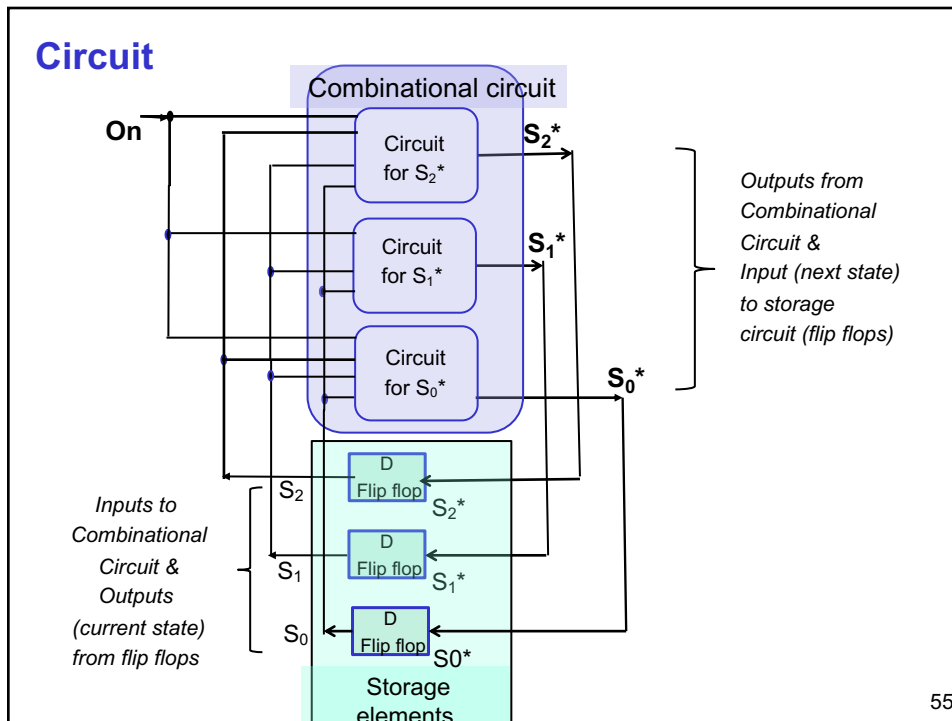 Circuit
Combinational circuit
On
Circuit
for S₂*
S₂*
Circuit
for S₁*
S₁*
Circuit
for S₀*
S₀*
Outputs from
Combinational
Circuit &
Input (next state)
to storage
circuit (flip flops)
Inputs to
Combinational
Circuit &
Outputs
(current state)
from flip flops
S₂
D
Flip flop
S₂*
S₁
D
Flip flop
S₁*
S₀
D
Flip flop
S0*
Storage
elements
55